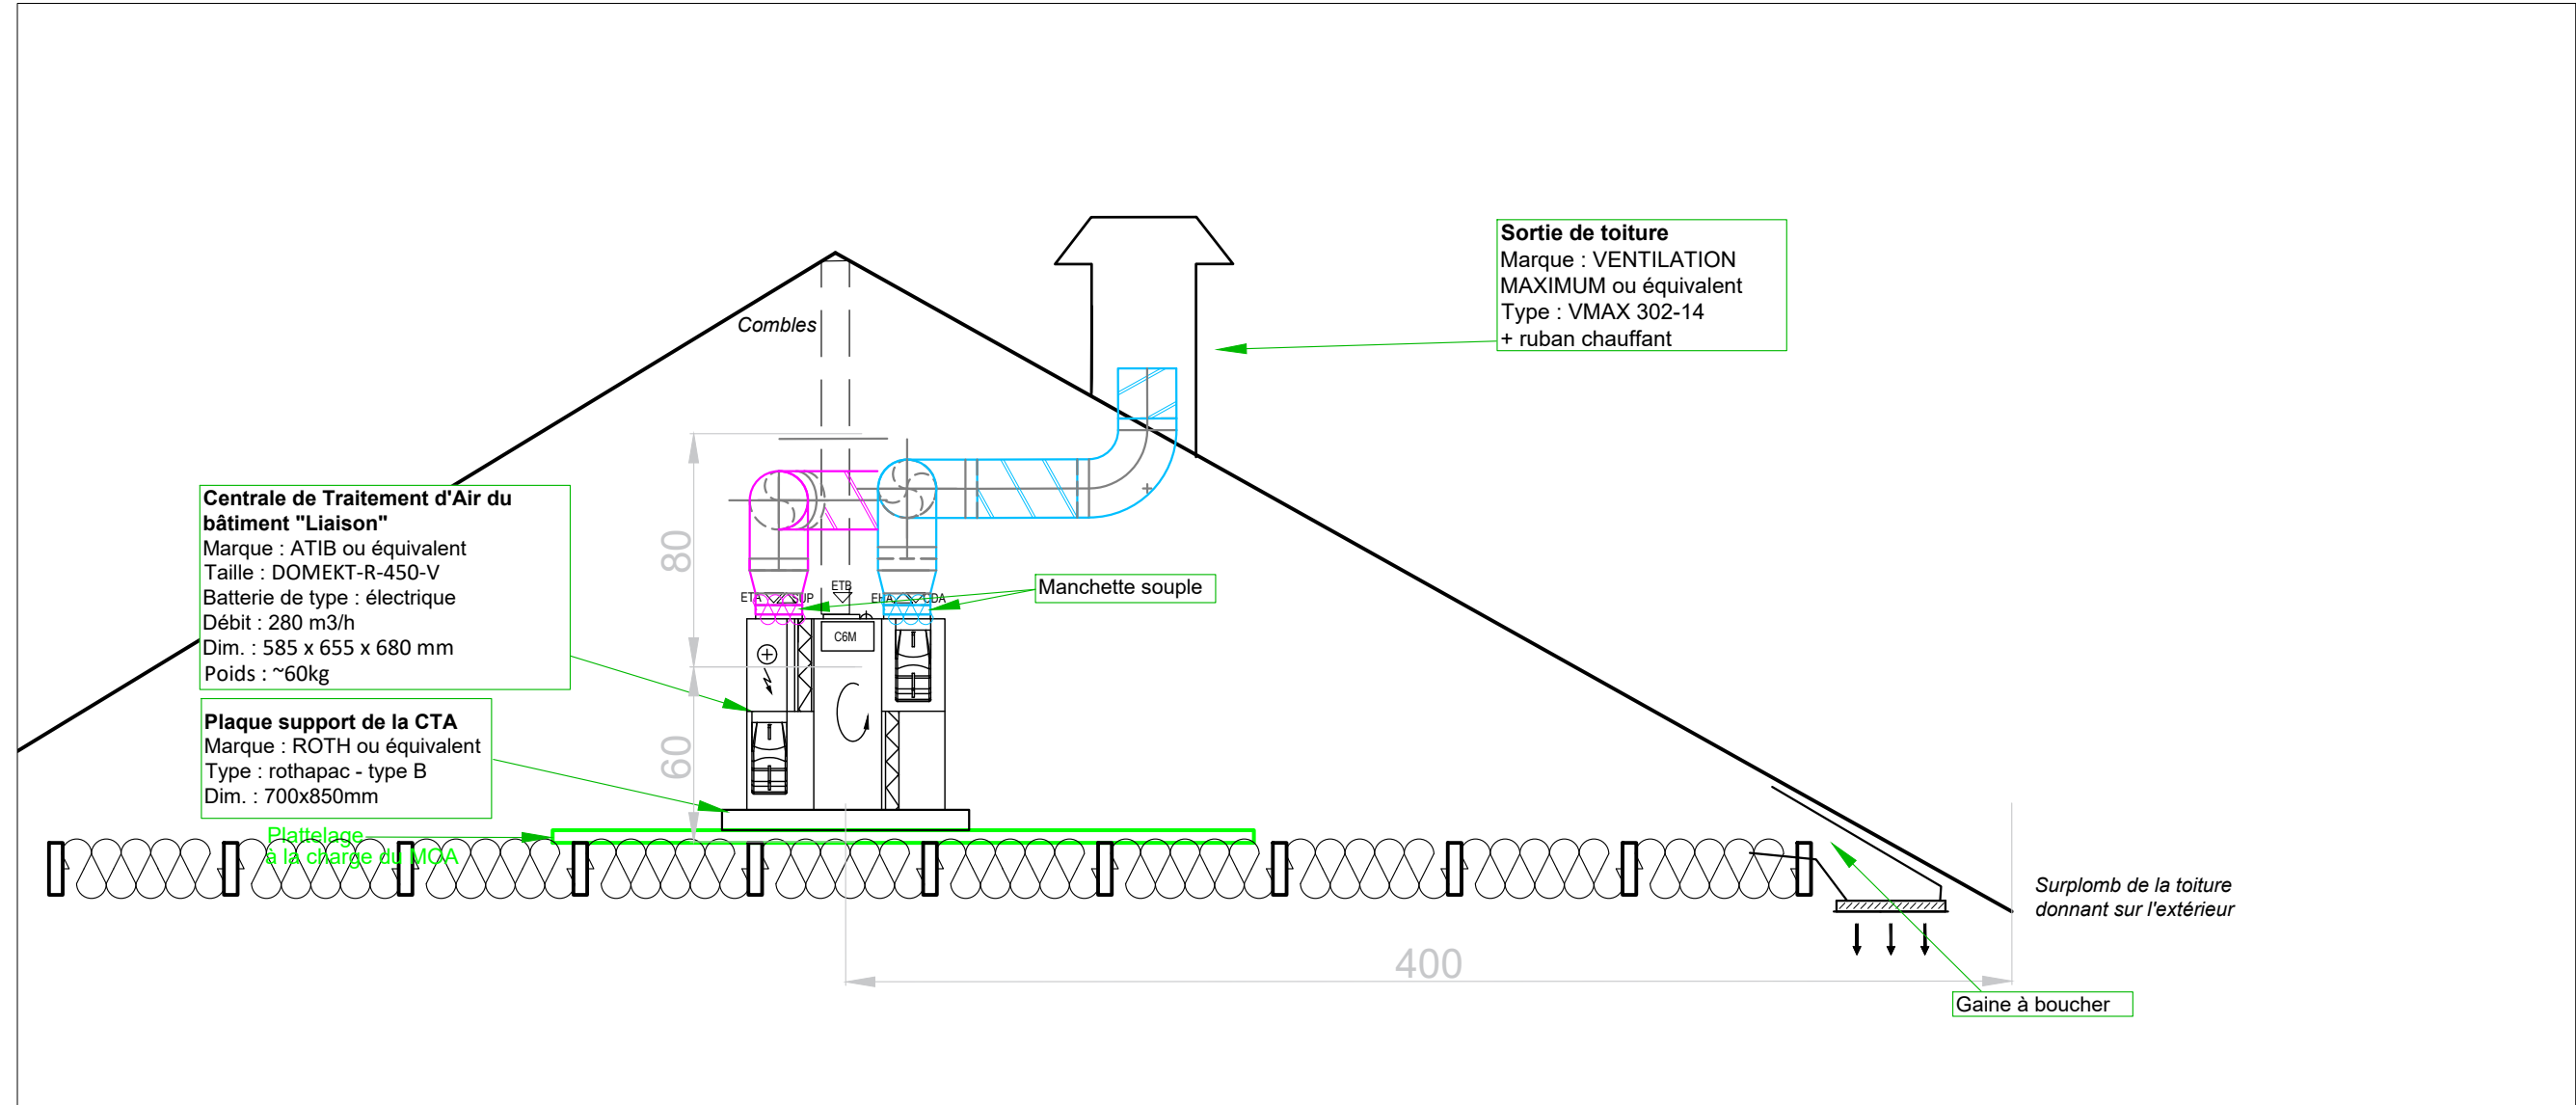 Sortie de toiture
Marque : VENTILATION
MAXIMUM ou équivalent
Type : VMAX 302-14
+ ruban chauffant
Combles
Centrale de Traitement d'Air du
bâtiment "Liaison"
Marque : ATIB ou équivalent
Taille : DOMEKT-R-450-V
Batterie de type : électrique
Débit : 280 m3/h
Dim. : 585 x 655 x 680 mm
Poids : ~60kg
80
Manchette souple
ETA
SUP
ETB
EHA
C6M
Plaque support de la CTA
Marque : ROTH ou équivalent
Type : rothapac - type B
Dim. : 700x850mm
60
Plattelage
à la charge du MOA
Surplomb de la toiture
donnant sur l'extérieur
400
Gaine à boucher